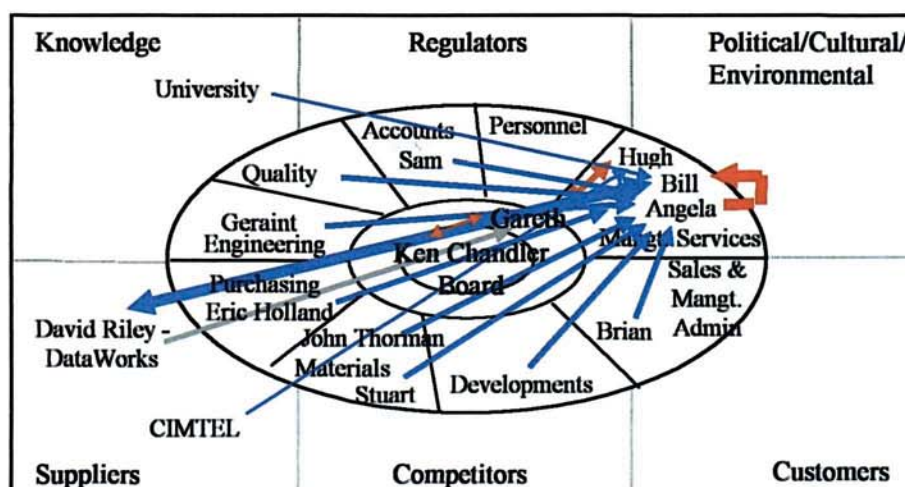 Knowledge
Regulators
Political/Cultural/
Environmental
University
Accounts
Sam
Personnel
Hugh
Bill
Angela
Mangt. Services
Quality
Geraint
Engineering
Gareth
Ken Chandler
Board
Purchasing
Eric Holland
Sales &
Mangt.
Admin
David Riley -
DataWorks
John Thorman
Materials
Stuart
Developments
Brian
CIMTEL
Suppliers
Competitors
Customers